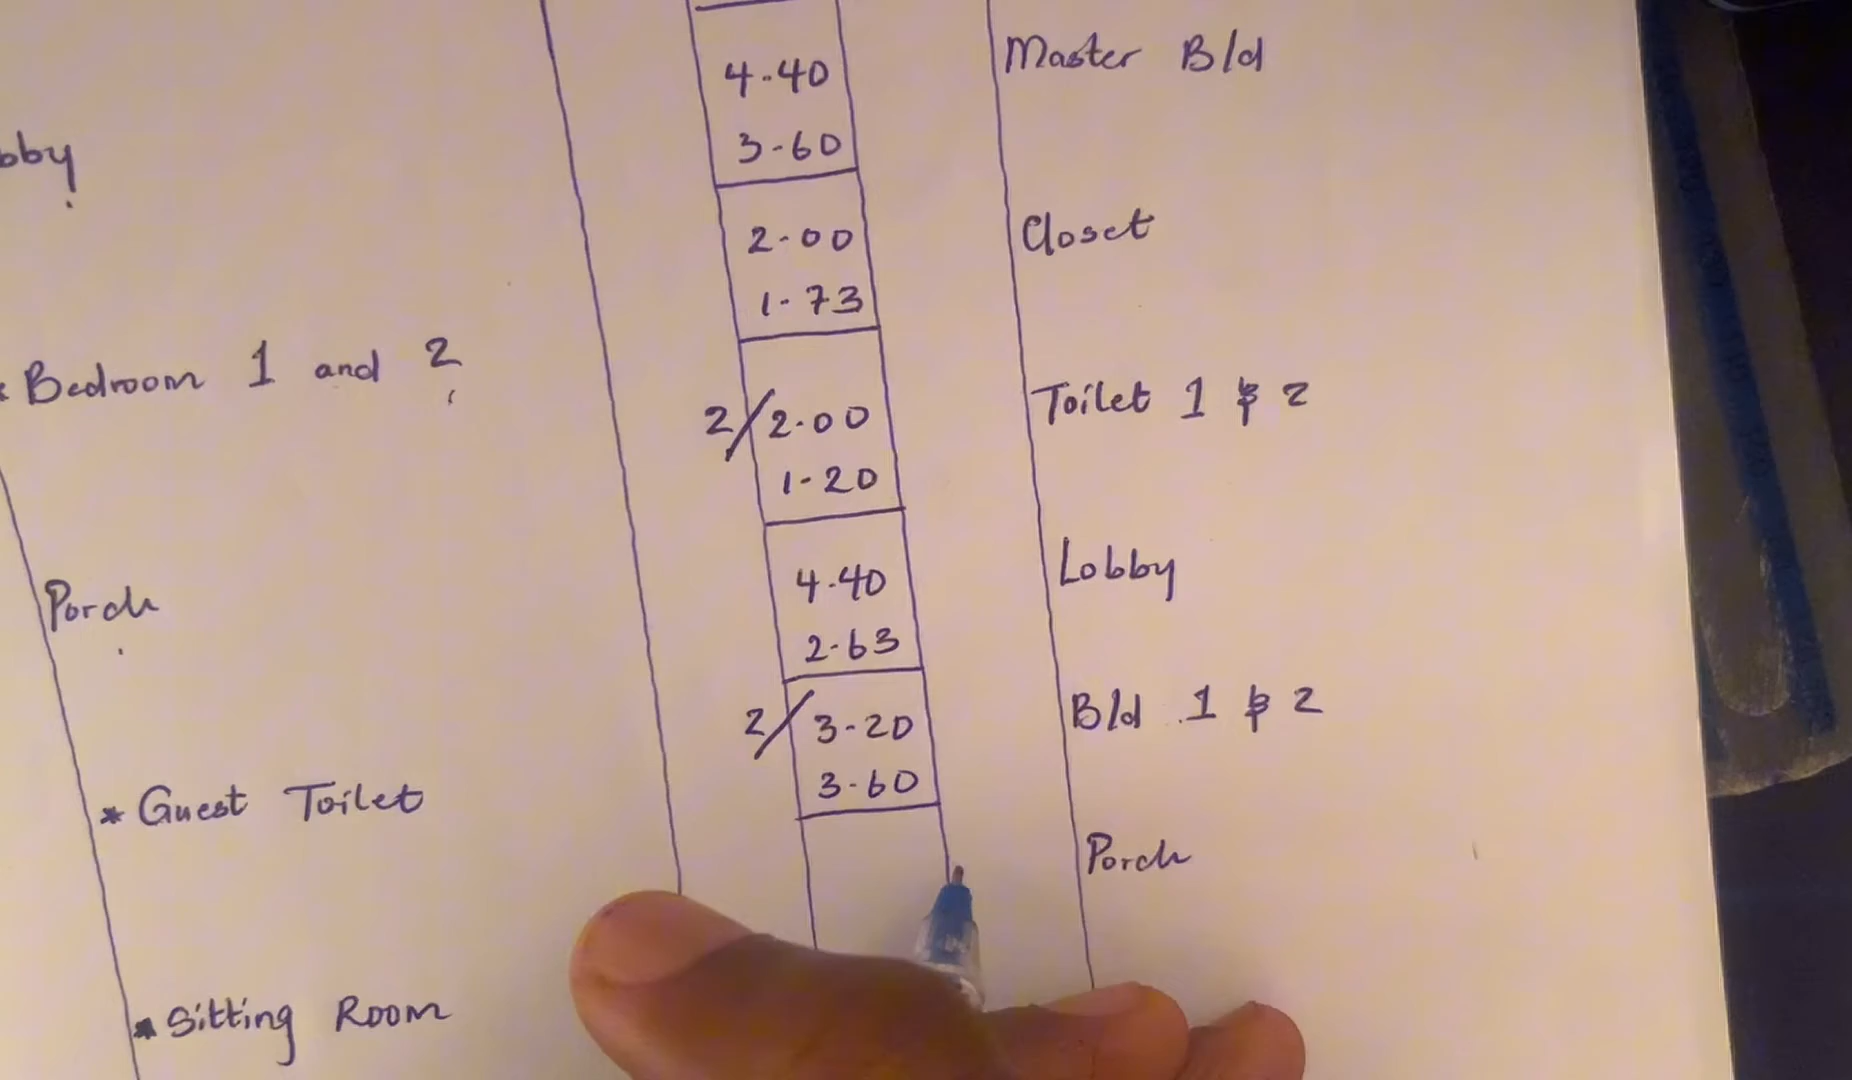 bby
Bedroom 1 and 2
Porch
* Guest Toilet
* Sitting Room
4-40
3-60
Master B/d
2-00
1-73
Closet
2/2.00
1-20
Toilet 1 & 2
4-40
2-63
Lobby
2/3-20
3-60
B/d 1 & 2
Porch